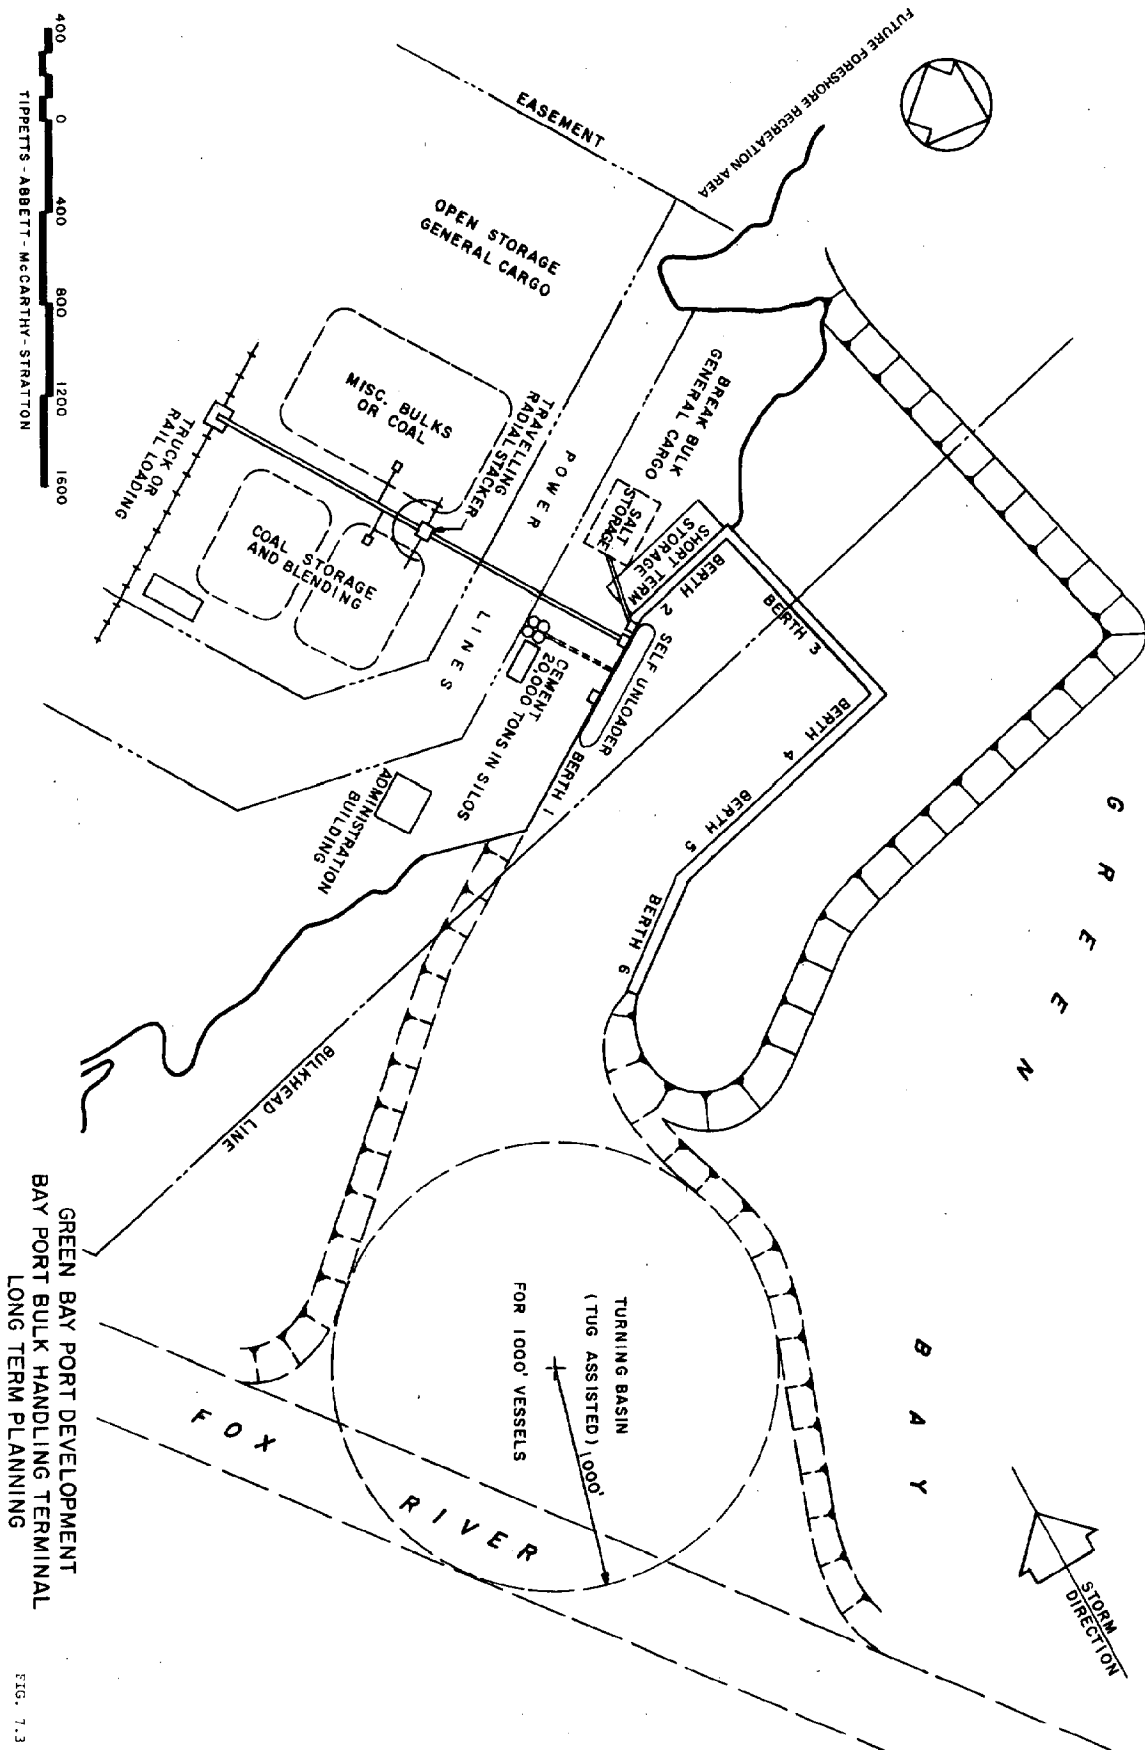 FUTURE FORESHORE RECREATION AREA
EASEMENT
OPEN STORAGE
GENERAL CARGO
BREAK BULK
GENERAL CARGO
MISC. BULKS
OR COAL
TRAVELLING
RADIAL STACKER
POWER
LINES
SALT
STORAGE
SHORT TERM
STORAGE
TRUCK OR
RAIL LOADING
COAL STORAGE
AND BLENDING
BERTH 2
BERTH 3
BERTH 4
BERTH 5
BERTH 6
SELF UNLOADER
BERTH 1
CEMENT
20,000 TONS IN SILOS
ADMINISTRATION
BUILDING
BULKHEAD LINE
GREEN
BAY
TURNING BASIN
(TUG ASSISTED)
FOR 1000' VESSELS
1000'
FOX
RIVER
STORM
DIRECTION
400 0 400 800 1200 1600
TIPPETTS-ABBETT-McCARTHY-STRATTON
GREEN BAY PORT DEVELOPMENT
BAY PORT BULK HANDLING TERMINAL
LONG TERM PLANNING
FIG. 7.3